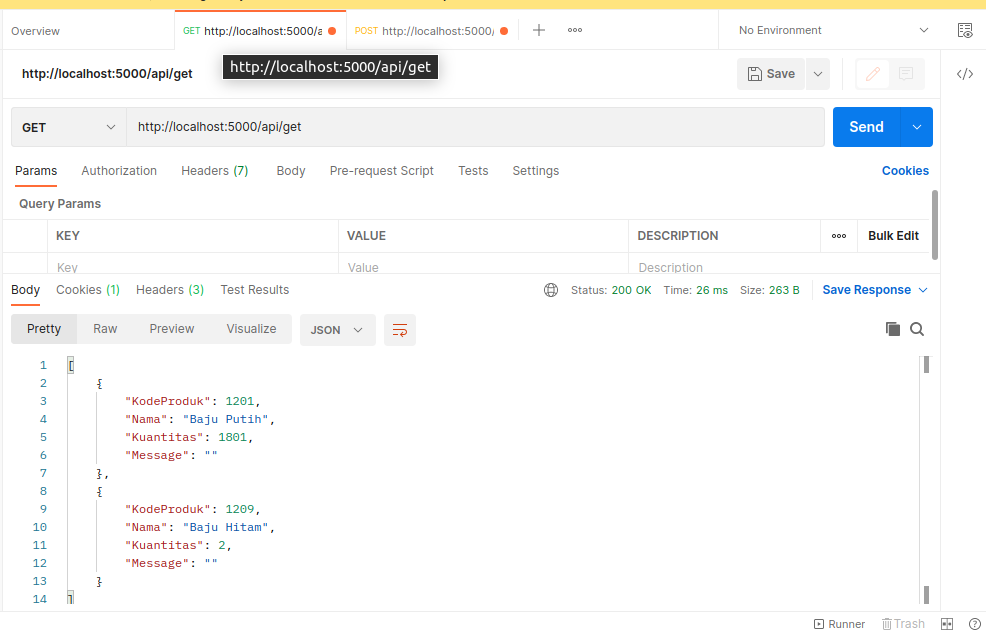 Overview GET http://localhost:5000/a POST http://localhost:5000/ No Environment
http://localhost:5000/api/get
http://localhost:5000/api/get Save
GET http://localhost:5000/api/get Send
Params Authorization Headers (7) Body Pre-request Script Tests Settings Cookies
Query Params
KEY VALUE DESCRIPTION Bulk Edit
Key Value Description
Body Cookies (1) Headers (3) Test Results Status: 200 OK Time: 26 ms Size: 263 B Save Response
Pretty Raw Preview Visualize JSON
1 [
2 {
3 "KodeProduk": 1201,
4 "Nama": "Baju Putih",
5 "Kuantitas": 1801,
6 "Message": ""
7 },
8 {
9 "KodeProduk": 1209,
10 "Nama": "Baju Hitam",
11 "Kuantitas": 2,
12 "Message": ""
13 }
14 ]
Runner Trash